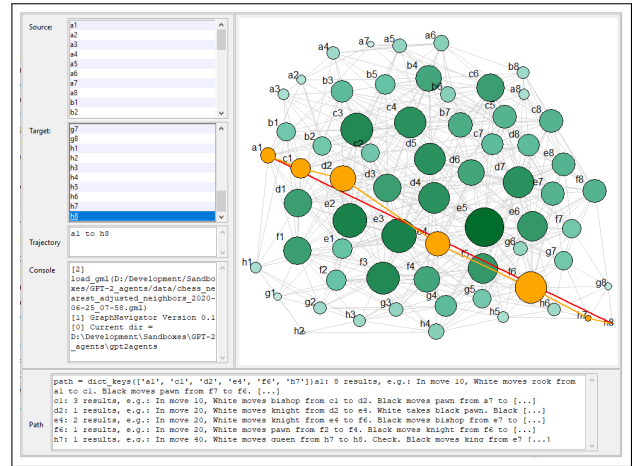 Source:
a1
a2
a3
a4
a5
a6
a7
a8
b1
b2
Target:
g7
g8
h1
h2
h3
h4
h5
h6
h7
h8
Trajectory
a1 to h8
Console
[2]
load_gml(D:/Development/Sandbo
xes/GPT-2_agents/data/chess_ne
arest_adjusted_neighbors_2020-
06-25_07-58.gml)
[1] GraphNavigator Version 0.1
[0] Current dir =
D:\Development\Sandboxes\GPT-2
_agents\gpt2agents
a7 a5 a6
a4 b4
a2 b3 b5 b6 c6 b8
a3 a8
c3 c4 c5 c8
b1 b2 b7
c7 d8
a1 c1 c2 d5 e8
d2 d3 d6 d7
d4 e7 f8
d1
e2 e3 e5 e6
e4 f7
f1 e1 g6
g7
h1 f2 f3 f4 f5 f6
g8
g1 g2 g3 g4 g5
h6
h2 h3 h4 h5 h7 h8
Path
path = dict_keys(['a1', 'c1', 'd2', 'e4', 'f6', 'h7'])a1: 8 results, e.g.: In move 10, White moves rook from
a1 to c1. Black moves pawn from f7 to f6. [...]
c1: 3 results, e.g.: In move 10, White moves bishop from c1 to d2. Black moves pawn from a7 to [...]
d2: 1 results, e.g.: In move 20, White moves knight from d2 to e4. White takes black pawn. Black [...]
e4: 2 results, e.g.: In move 20, White moves knight from e4 to f6. Black moves bishop from e7 to [...]
f6: 1 results, e.g.: In move 20, White moves pawn from f2 to f4. Black moves knight from f6 to [...]
h7: 1 results, e.g.: In move 40, White moves queen from h7 to h8. Check. Black moves king from e7 [...]